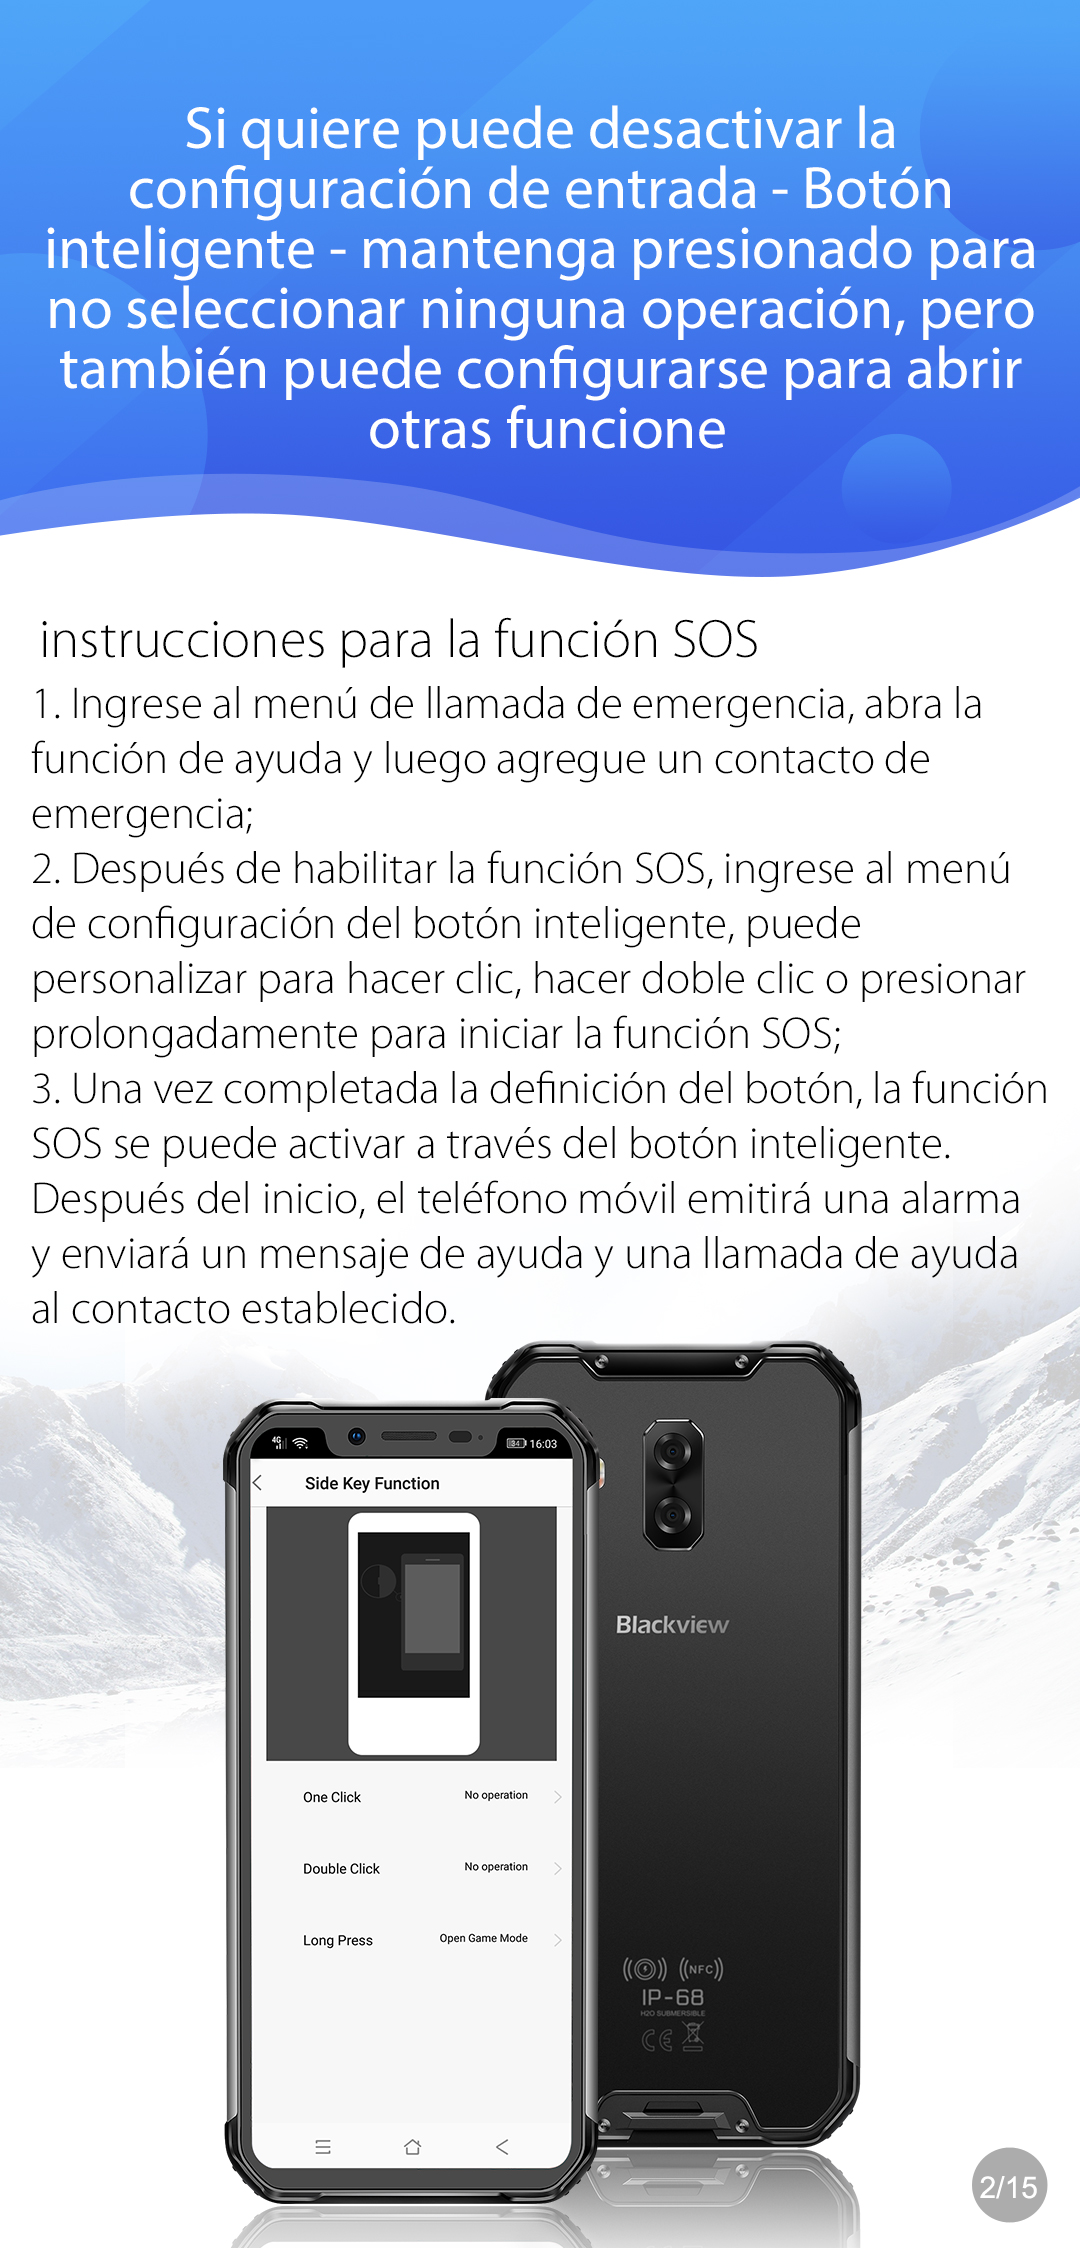 Si quiere puede desactivar la
configuración de entrada - Botón
inteligente - mantenga presionado para
no seleccionar ninguna operación, pero
también puede configurarse para abrir
otras funcione
instrucciones para la función SOS
1. Ingrese al menú de llamada de emergencia, abra la
función de ayuda y luego agregue un contacto de
emergencia;
2. Después de habilitar la función SOS, ingrese al menú
de configuración del botón inteligente, puede
personalizar para hacer clic, hacer doble clic o presionar
prolongadamente para iniciar la función SOS;
3. Una vez completada la definición del botón, la función
SOS se puede activar a través del botón inteligente.
Después del inicio, el teléfono móvil emitirá una alarma
y enviará un mensaje de ayuda y una llamada de ayuda
al contacto establecido.
4G 84 16:03
Side Key Function
One Click No operation
Double Click No operation
Long Press Open Game Mode
Blackview
NFC
IP-68
H2O SUBMERSIBLE
CE
2/15